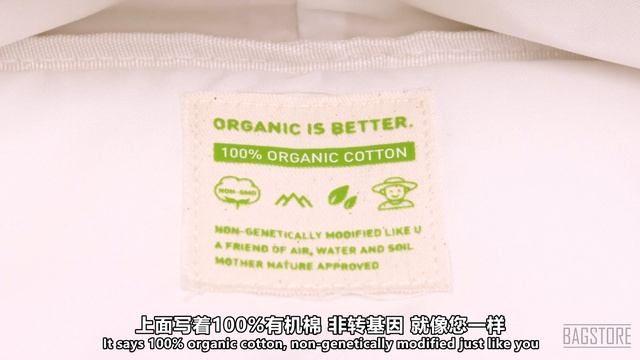 ORGANIC IS BETTER.
100% ORGANIC COTTON
NON-GMO
NON-GENETICALLY MODIFIED LIKE U
A FRIEND OF AIR, WATER AND SOIL
MOTHER NATURE APPROVED
上面写着100%有机棉 非转基因 就像您一样
It says 100% organic cotton, non-genetically modified just like you
BAGSTORE